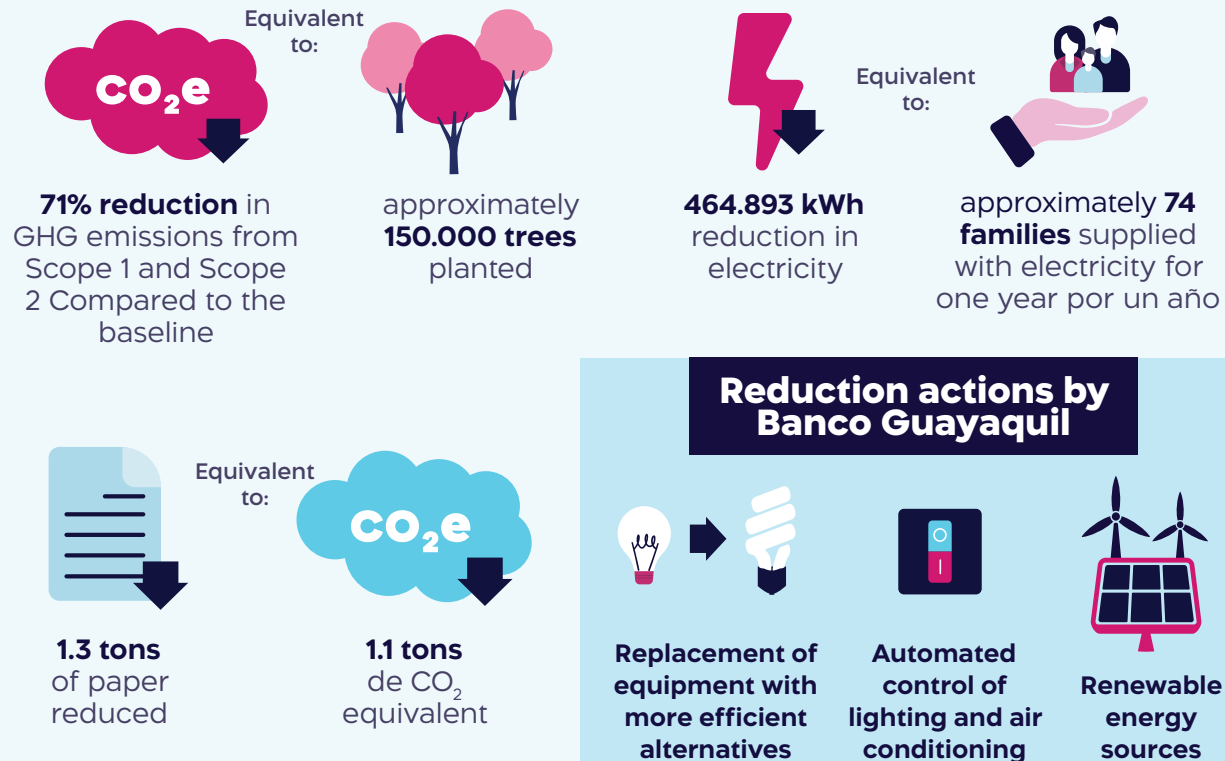 CO₂e
Equivalent
to:
71% reduction in
GHG emissions from
Scope 1 and Scope
2 Compared to the
baseline
approximately
150.000 trees
planted
464.893 kWh
reduction in
electricity
Equivalent
to:
approximately 74
families supplied
with electricity for
one year por un año
1.3 tons
of paper
reduced
Equivalent
to:
CO₂e
1.1 tons
de CO₂
equivalent
Reduction actions by
Banco Guayaquil
Replacement of
equipment with
more efficient
alternatives
Automated
control of
lighting and air
conditioning
Renewable
energy
sources